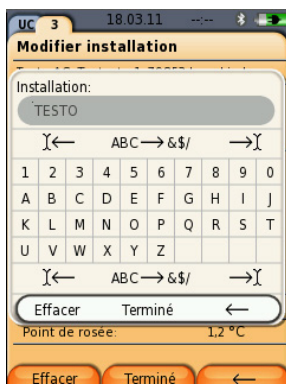 UC 3 18.03.11 --:--
Modifier installation
Installation:
TESTO
ABC → &$/
1 2 3 4 5 6 7 8 9 0
A B C D E F G H I J
K L M N O P Q R S T
U V W X Y Z
ABC → &$/
Effacer Terminé ←
Point de rosée: 1,2 °C
Effacer Terminé ←